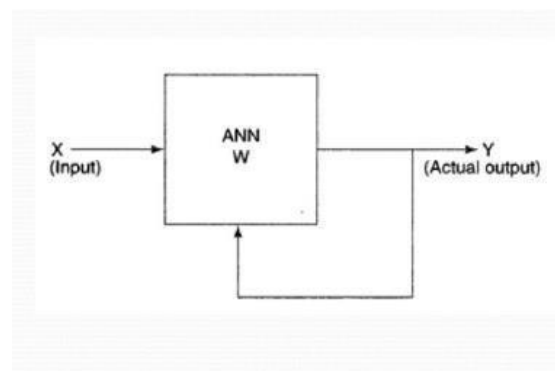 ANN
W
X
(Input)
Y
(Actual output)